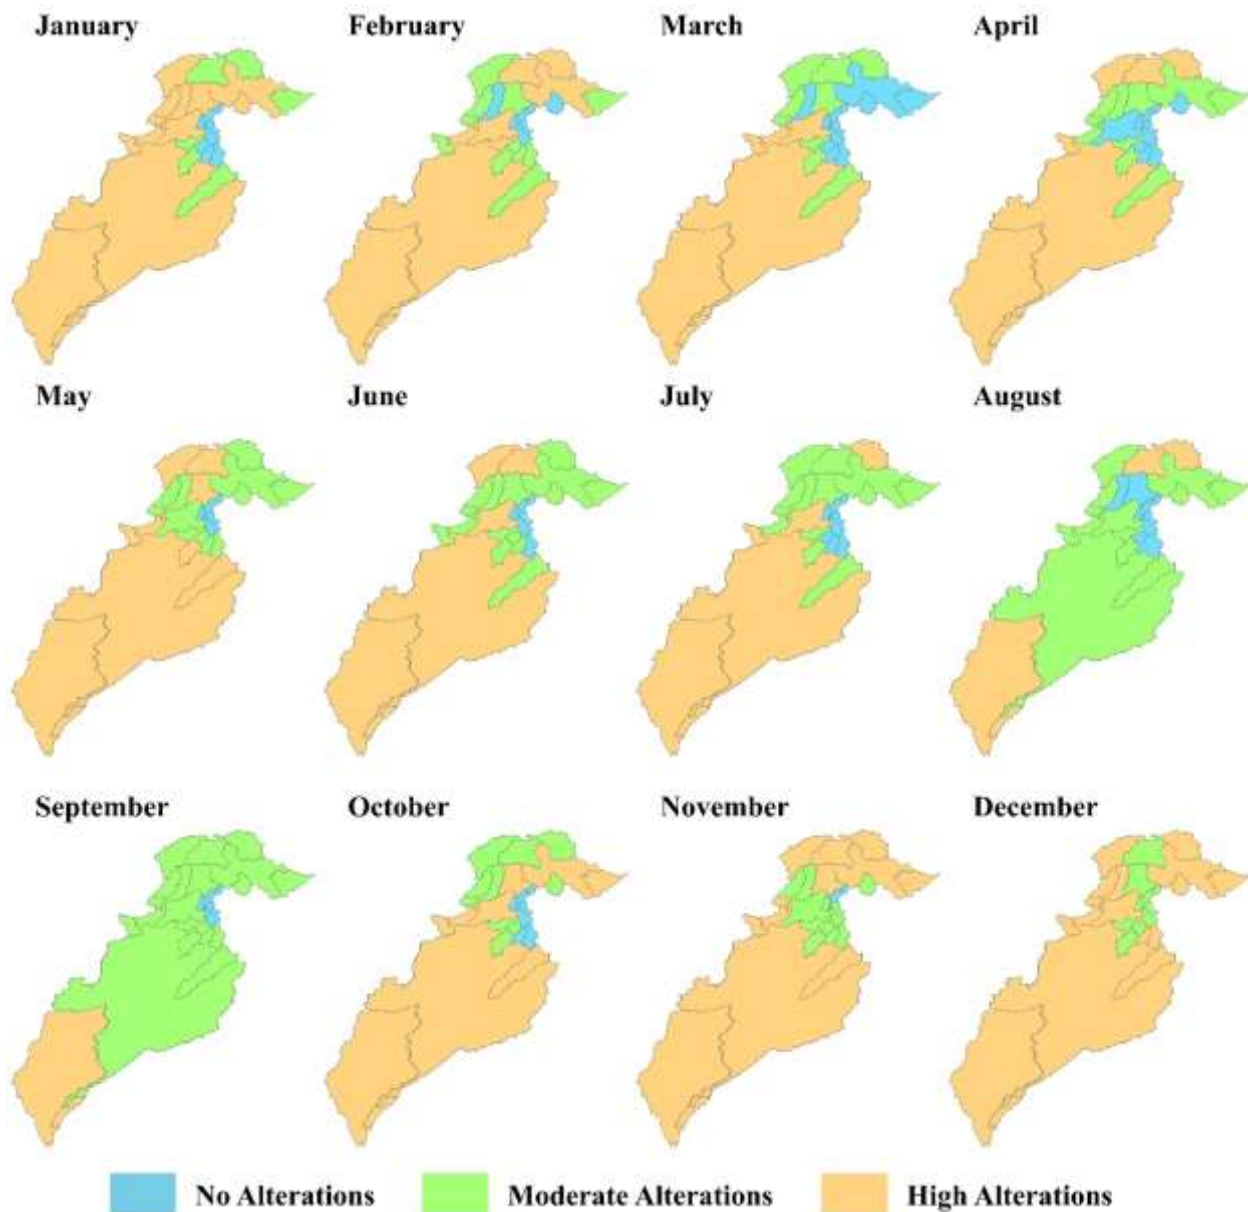 January
February
March
April
May
June
July
August
September
October
November
December
No Alterations
Moderate Alterations
High Alterations